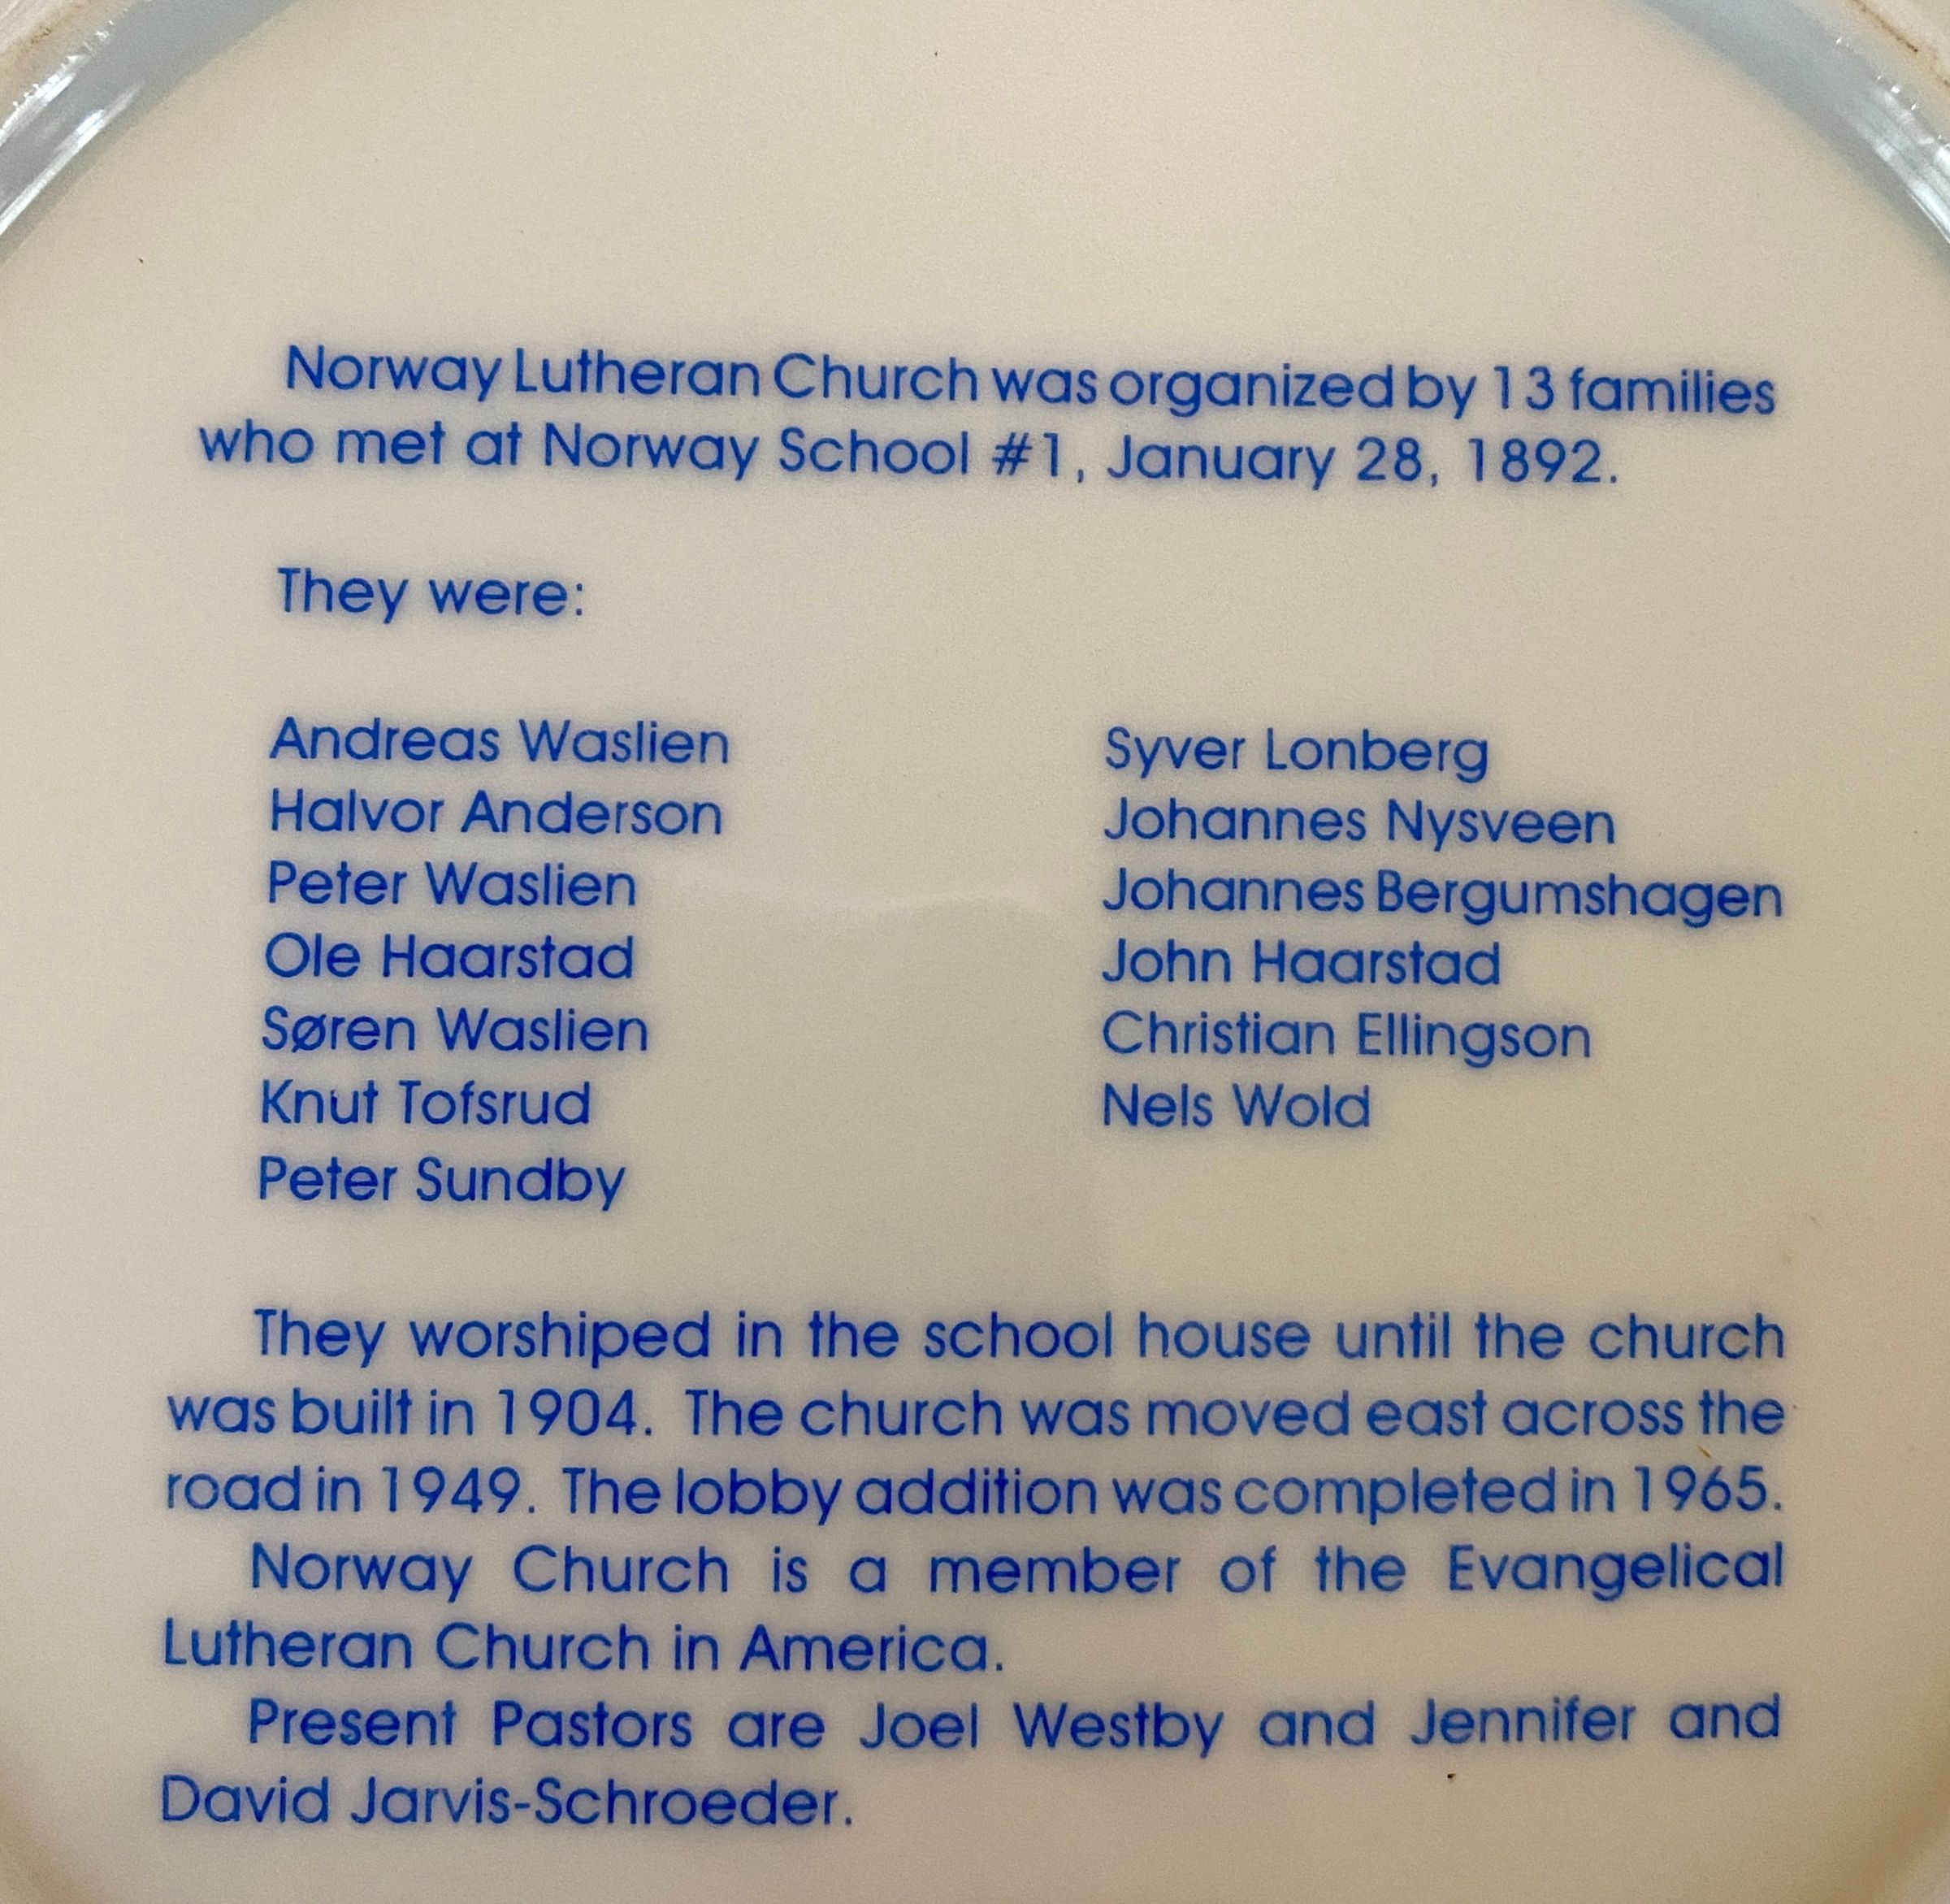 Norway Lutheran Church was organized by 13 families
who met at Norway School #1, January 28, 1892.
They were:
Andreas Waslien
Halvor Anderson
Peter Waslien
Ole Haarstad
Søren Waslien
Knut Tofsrud
Peter Sundby
Syver Lonberg
Johannes Nysveen
Johannes Bergumshagen
John Haarstad
Christian Ellingson
Nels Wold
They worshiped in the school house until the church
was built in 1904. The church was moved east across the
road in 1949. The lobby addition was completed in 1965.
Norway Church is a member of the Evangelical
Lutheran Church in America.
Present Pastors are Joel Westby and Jennifer and
David Jarvis-Schroeder.